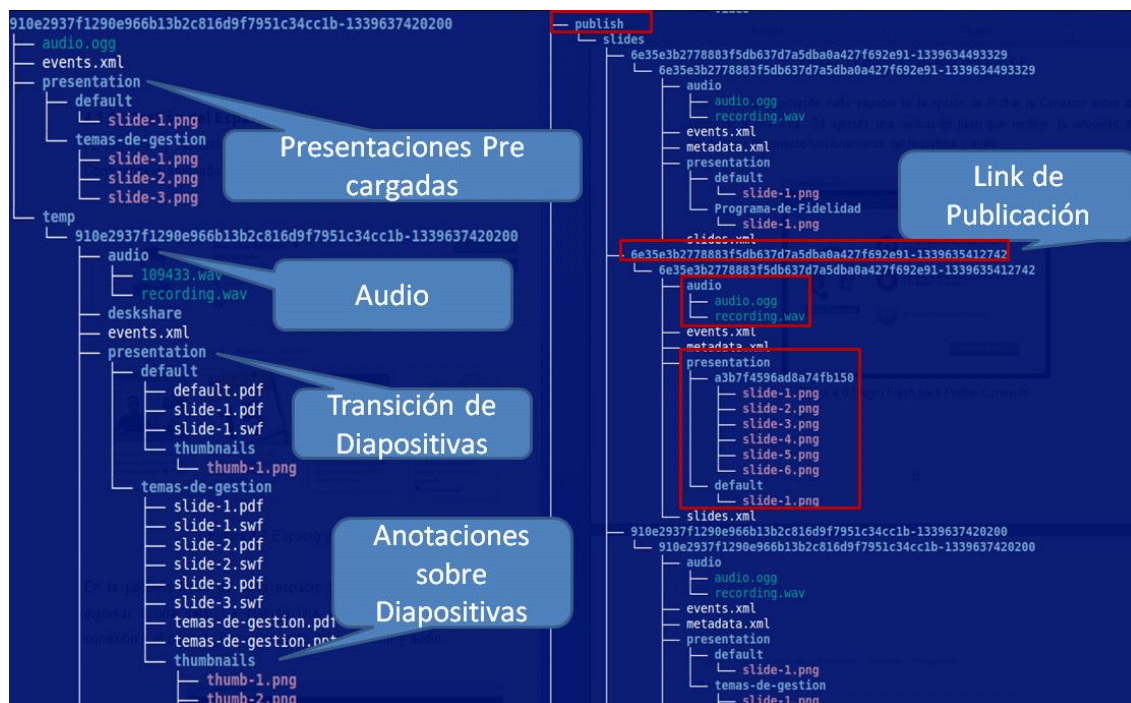 910e2937f1290e966b13b2c816d9f7951c34cc1b-1339637420200
audio.ogg
events.xml
presentation
default
slide-1.png
temas-de-gestion
slide-1.png
slide-2.png
slide-3.png
temp
910e2937f1290e966b13b2c816d9f7951c34cc1b-1339637420200
audio
109433.wav
recording.wav
deskshare
events.xml
presentation
default
default.pdf
slide-1.pdf
slide-1.swf
thumbnails
thumb-1.png
temas-de-gestion
slide-1.pdf
slide-1.swf
slide-2.pdf
slide-2.swf
slide-3.pdf
slide-3.swf
temas-de-gestion.pdf
temas-de-gestion.ppt
thumbnails
thumb-1.png
thumb-2.png
Presentaciones Pre
cargadas
Audio
Transición de
Diapositivas
Anotaciones
sobre
Diapositivas
publish
slides
6e35e3b2778883f5db637d7a5dba0a427f692e91-1339634493329
6e35e3b2778883f5db637d7a5dba0a427f692e91-1339634493329
audio
audio.ogg
recording.wav
events.xml
metadata.xml
presentation
default
slide-1.png
Programa-de-Fidelidad
slide-1.png
slides.xml
6e35e3b2778883f5db637d7a5dba0a427f692e91-1339635412742
6e35e3b2778883f5db637d7a5dba0a427f692e91-1339635412742
audio
audio.ogg
recording.wav
events.xml
metadata.xml
presentation
a3b7f4596ad8a74fb150
slide-1.png
slide-2.png
slide-3.png
slide-4.png
slide-5.png
slide-6.png
default
slide-1.png
slides.xml
910e2937f1290e966b13b2c816d9f7951c34cc1b-1339637420200
910e2937f1290e966b13b2c816d9f7951c34cc1b-1339637420200
audio
audio.ogg
recording.wav
events.xml
metadata.xml
presentation
default
slide-1.png
temas-de-gestion
slide-1.png
Link de
Publicación